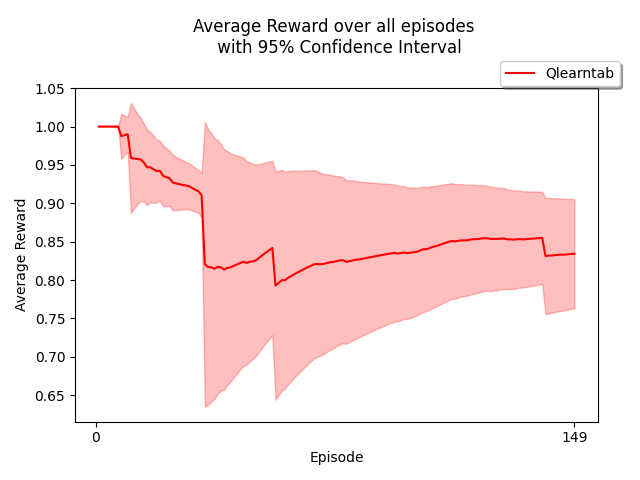 Average Reward over all episodes
with 95% Confidence Interval
Qlearntab
1.05
1.00
0.95
0.90
0.85
0.80
0.75
0.70
0.65
Average Reward
0
149
Episode